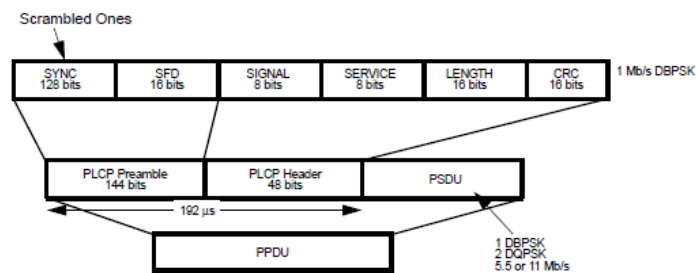 Scrambled Ones
SYNC
128 bits
SFD
16 bits
SIGNAL
8 bits
SERVICE
8 bits
LENGTH
16 bits
CRC
16 bits
1 Mb/s DBPSK
PLCP Preamble
144 bits
PLCP Header
48 bits
PSDU
192 μs
1 DBPSK
2 DQPSK
5.5 or 11 Mb/s
PPDU